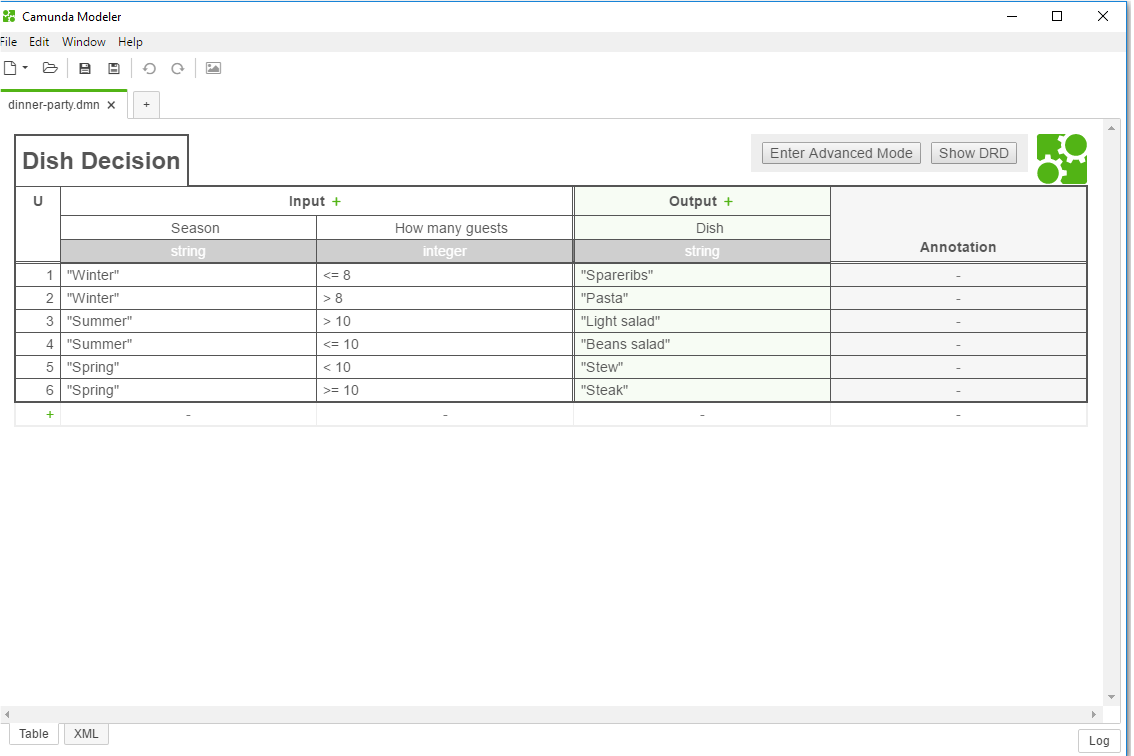 Camunda Modeler
File Edit Window Help
dinner-party.dmn × +
Dish Decision
Enter Advanced Mode Show DRD
U Input + Output + Annotation
Season How many guests Dish
string integer string
1 "Winter" <= 8 "Spareribs" -
2 "Winter" > 8 "Pasta" -
3 "Summer" > 10 "Light salad" -
4 "Summer" <= 10 "Beans salad" -
5 "Spring" < 10 "Stew" -
6 "Spring" >= 10 "Steak" -
+ - - - -
Table XML
Log